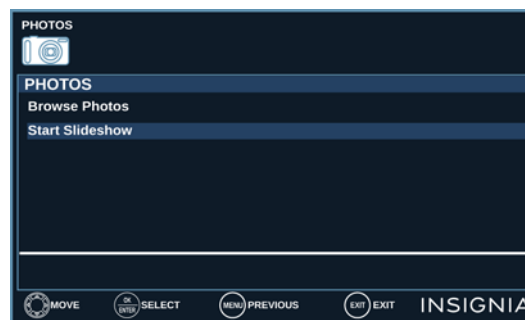 PHOTOS
PHOTOS
Browse Photos
Start Slideshow
MOVE OK ENTER SELECT MENU PREVIOUS EXIT EXIT INSIGNIA